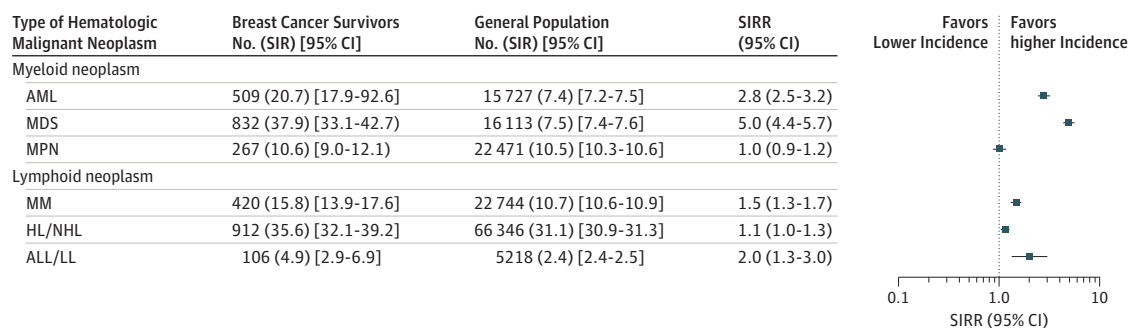 Type of Hematologic Breast Cancer Survivors General Population SIRR Favors Favors
Malignant Neoplasm No. (SIR) [95% CI] No. (SIR) [95% CI] (95% CI) Lower Incidence higher Incidence
Myeloid neoplasm
AML 509 (20.7) [17.9-92.6] 15 727 (7.4) [7.2-7.5] 2.8 (2.5-3.2)
MDS 832 (37.9) [33.1-42.7) 16 113 (7.5) [7.4-7.6] 5.0 (4.4-5.7)
MPN 267 (10.6) [9.0-12.1) 22 471 (10.5) [10.3-10.6] 1.0 (0.9-1.2)
Lymphoid neoplasm
MM 420 (15.8) [13.9-17.6] 22 744 (10.7) [10.6-10.9] 1.5 (1.3-1.7)
HL/NHL 912 (35.6) [32.1-39.2] 66 346 (31.1) [30.9-31.3] 1.1 (1.0-1.3)
ALL/LL 106 (4.9) [2.9-6.9] 5218 (2.4) [2.4-2.5] 2.0 (1.3-3.0)
0.1 1.0 10
SIRR (95% CI)